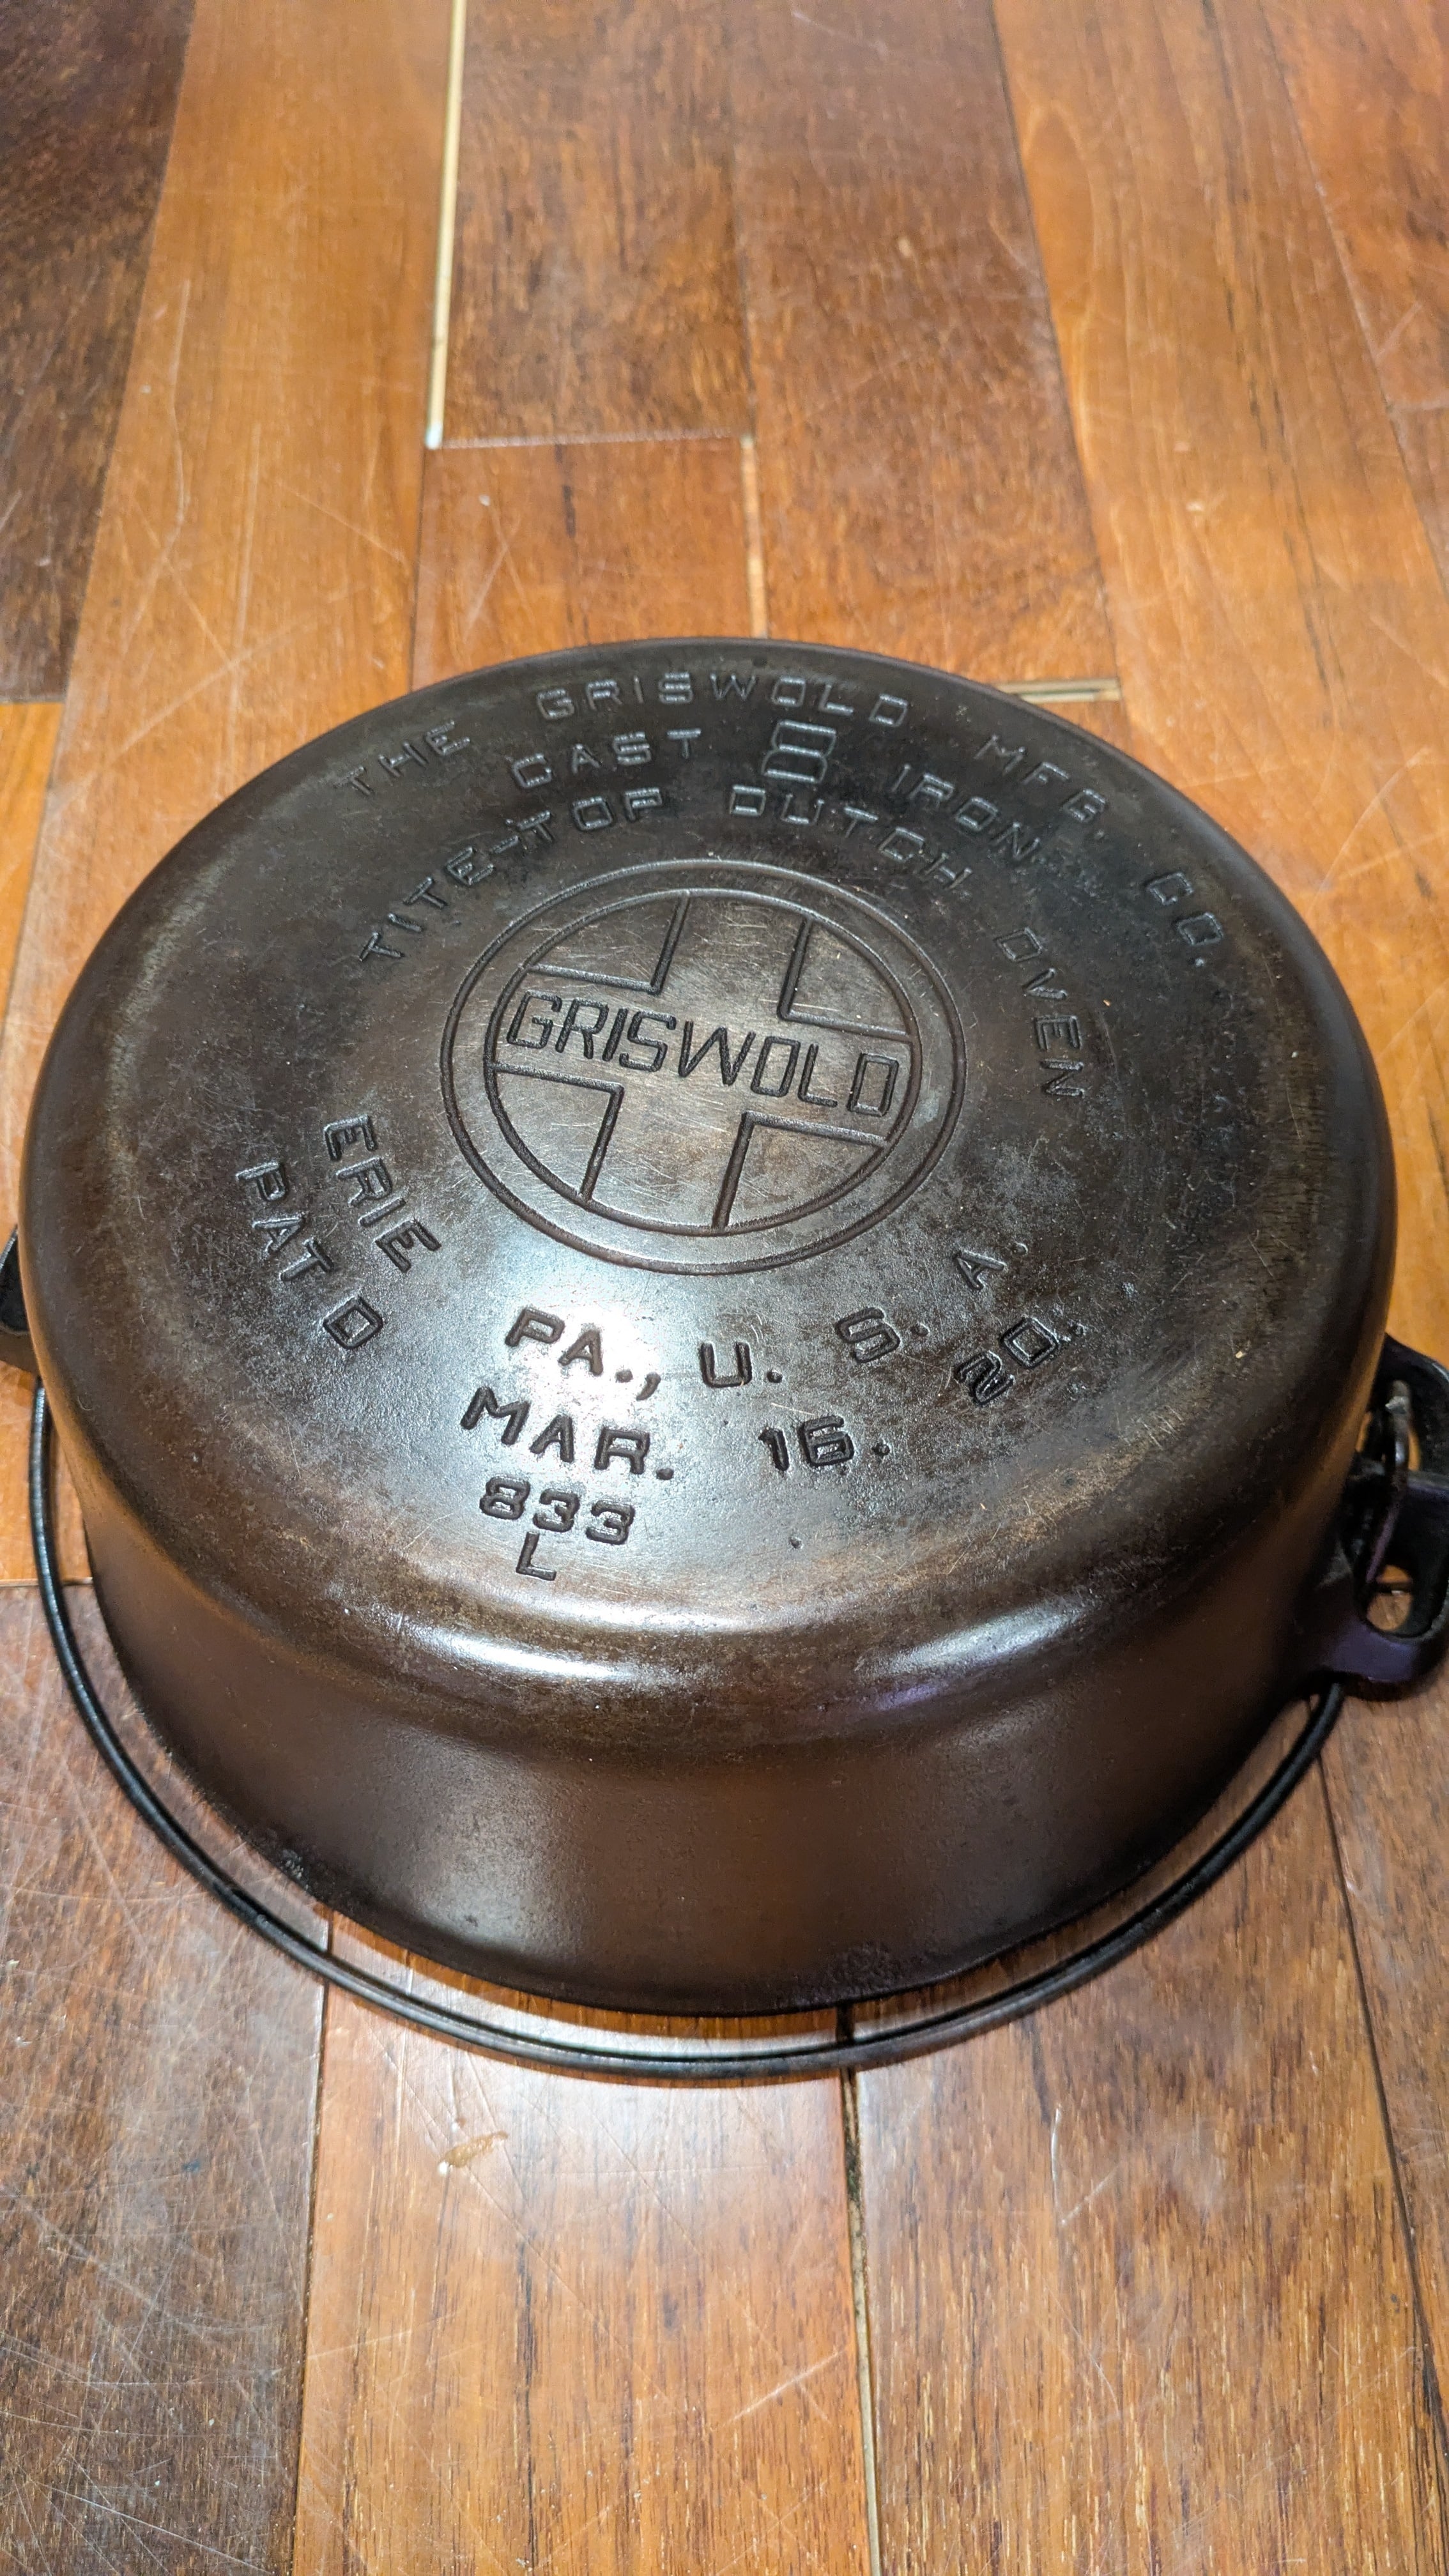 THE GRISWOLD MFG. CO.
CAST 8 IRON
TITE-TOP DUTCH OVEN
GRISWOLD
ERIE PA., U. S. A.
PAT D MAR. 16. 20.
833
L